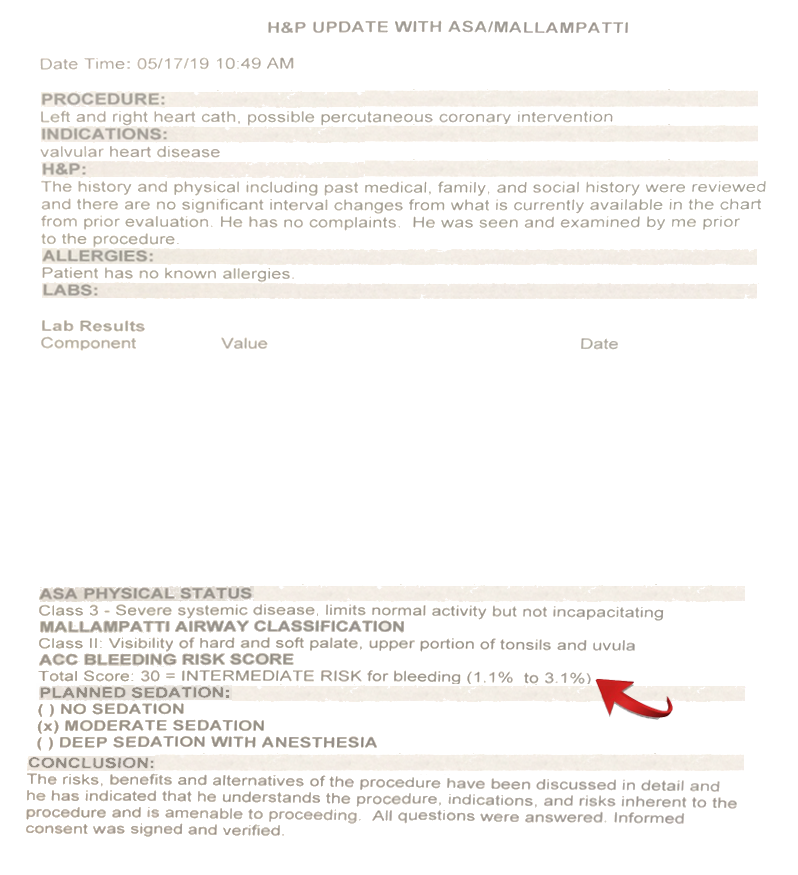 H&P UPDATE WITH ASA/MALLAMPATTI
Date Time: 05/17/19 10:49 AM
PROCEDURE:
Left and right heart cath, possible percutaneous coronary intervention
INDICATIONS:
valvular heart disease
H&P:
The history and physical including past medical, family, and social history were reviewed
and there are no significant interval changes from what is currently available in the chart
from prior evaluation. He has no complaints. He was seen and examined by me prior
to the procedure.
ALLERGIES:
Patient has no known allergies.
LABS:
Lab Results
Component Value Date
ASA PHYSICAL STATUS
Class 3 - Severe systemic disease, limits normal activity but not incapacitating
MALLAMPATTI AIRWAY CLASSIFICATION
Class II: Visibility of hard and soft palate, upper portion of tonsils and uvula
ACC BLEEDING RISK SCORE
Total Score: 30 = INTERMEDIATE RISK for bleeding (1.1% to 3.1%)
PLANNED SEDATION:
( ) NO SEDATION
(x) MODERATE SEDATION
( ) DEEP SEDATION WITH ANESTHESIA
CONCLUSION:
The risks, benefits and alternatives of the procedure have been discussed in detail and
he has indicated that he understands the procedure, indications, and risks inherent to the
procedure and is amenable to proceeding. All questions were answered. Informed
consent was signed and verified.